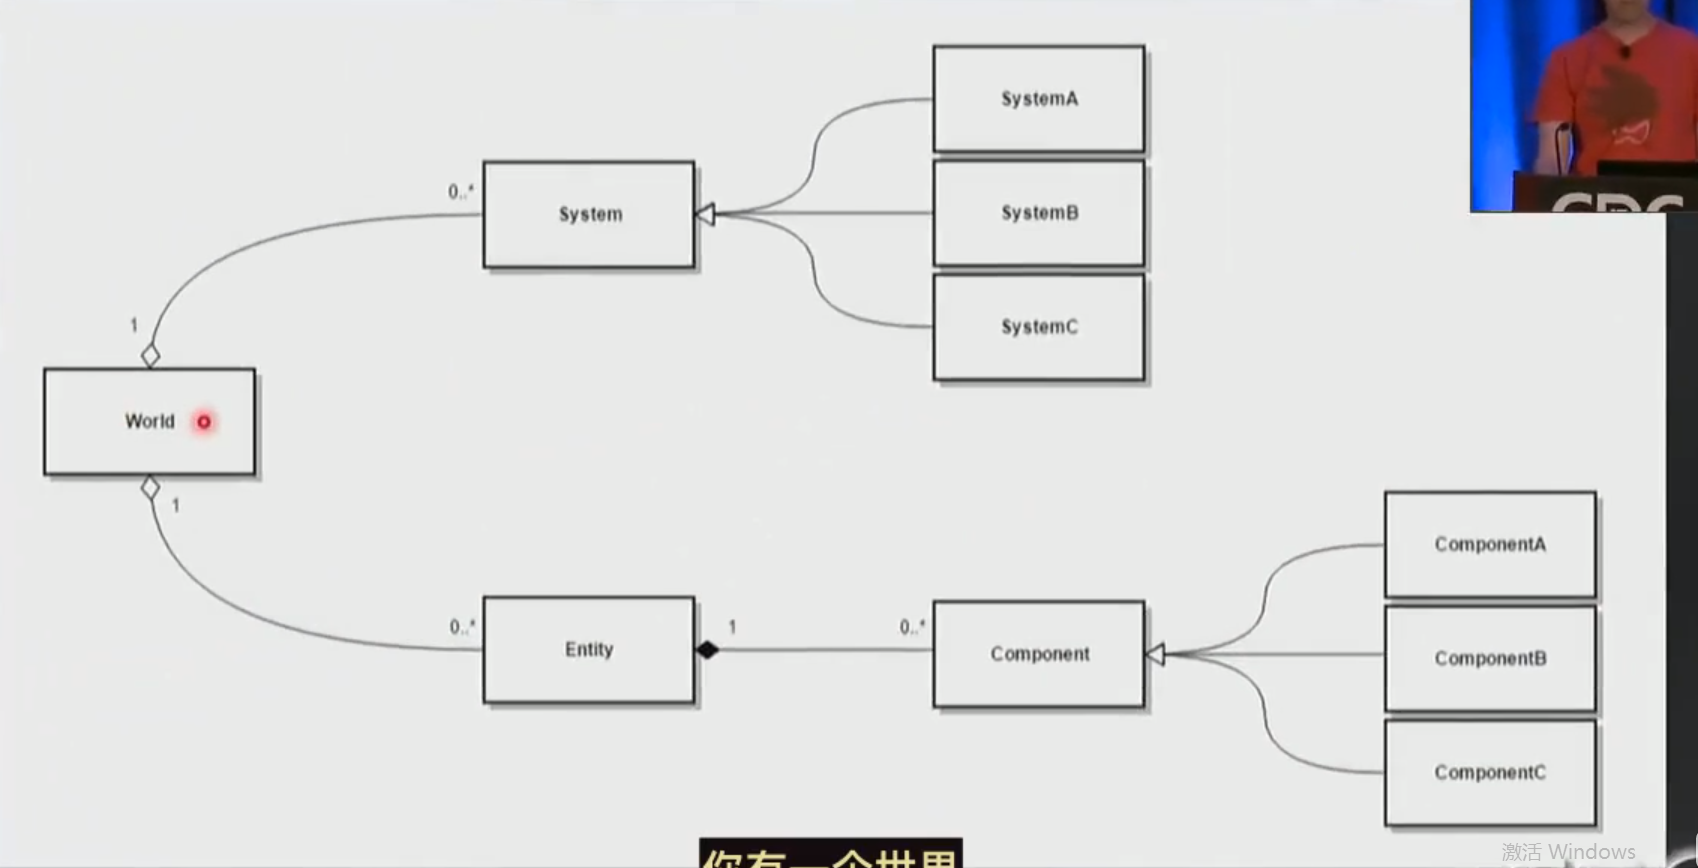 SystemA
0..*
System
SystemB
SystemC
1
World
1
0..*
Entity
1
0..*
Component
ComponentA
ComponentB
ComponentC
GDC
你有一个世界
激活 Windows